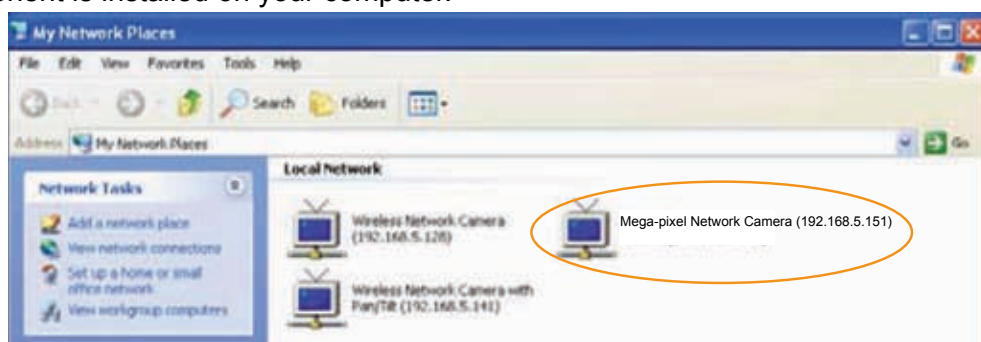 nent is installed on your computer.
My Network Places
File Edit View Favorites Tools Help
Back Search Folders
Address My Network Places Go
Local Network
Network Tasks
Add a network place
View network connections
Set up a home or small
office network
View workgroup computers
Wireless Network Camera
(192.168.5.128)
Mega-pixel Network Camera (192.168.5.151)
Wireless Network Camera with
Pan/Tilt (192.168.5.141)